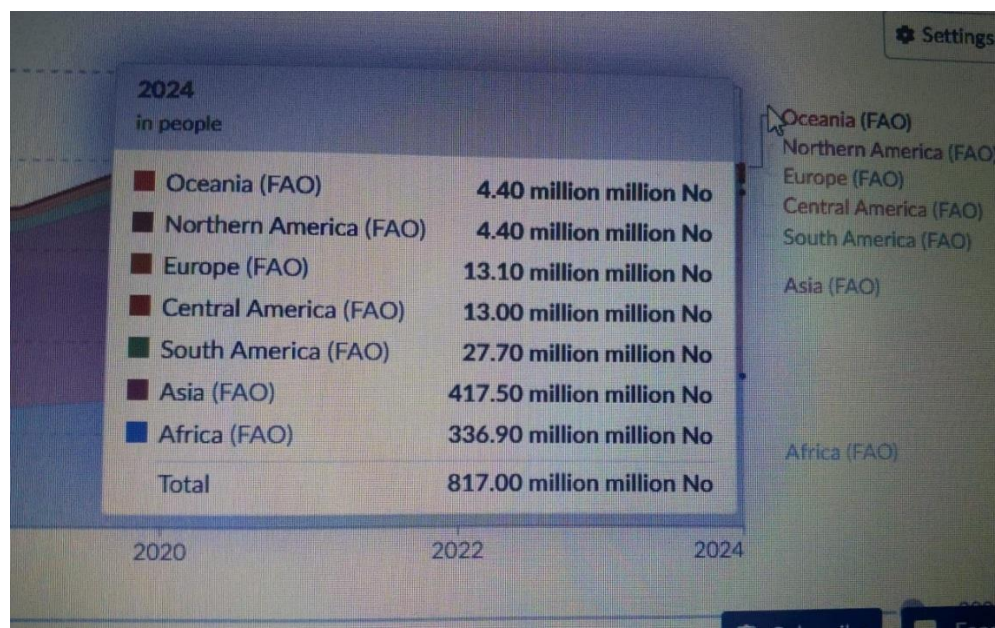 Settings
2024
in people
Oceania (FAO) 4.40 million million No
Northern America (FAO) 4.40 million million No
Europe (FAO) 13.10 million million No
Central America (FAO) 13.00 million million No
South America (FAO) 27.70 million million No
Asia (FAO) 417.50 million million No
Africa (FAO) 336.90 million million No
Total 817.00 million million No
Oceania (FAO)
Northern America (FAO)
Europe (FAO)
Central America (FAO)
South America (FAO)
Asia (FAO)
Africa (FAO)
2020 2022 2024